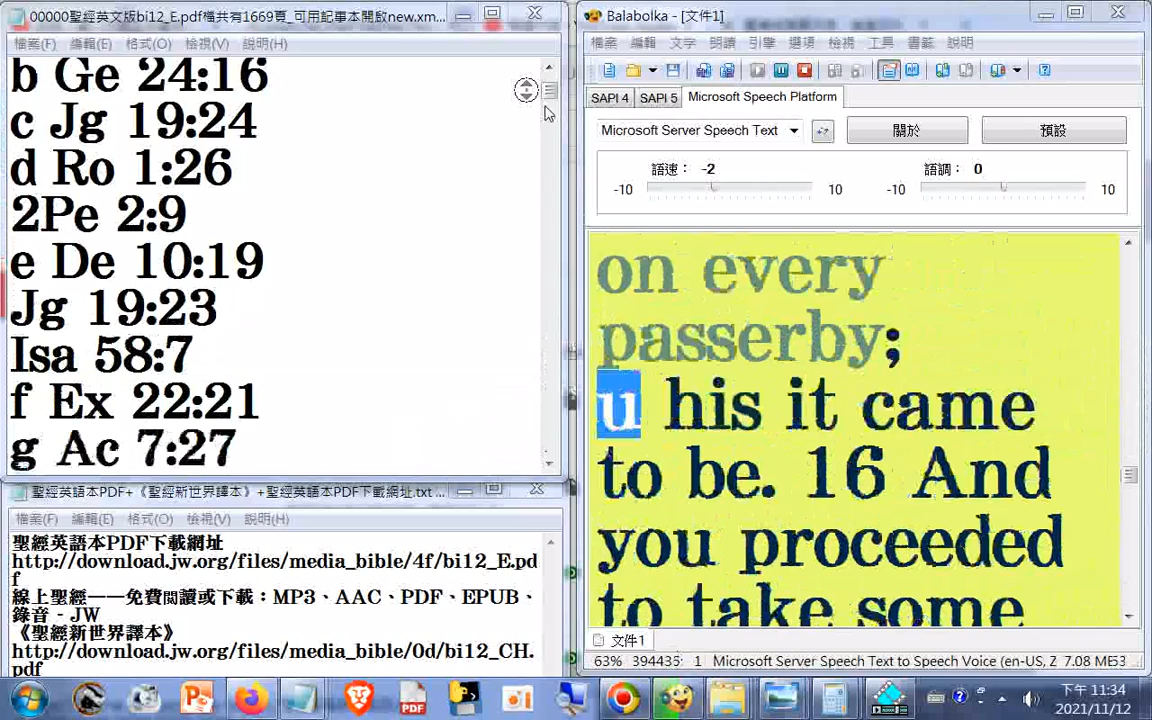 00000聖經英文版bi12_E.pdf檔共有1669頁_可用記事本開啟new.xm...
檔案(F) 編輯(E) 格式(O) 檢視(V) 說明(H)
b Ge 24:16
c Jg 19:24
d Ro 1:26
2Pe 2:9
e De 10:19
Jg 19:23
Isa 58:7
f Ex 22:21
g Ac 7:27
聖經英語本PDF+《聖經新世界譯本》+聖經英語本PDF下載網址.txt ...
檔案(F) 編輯(E) 格式(O) 檢視(V) 說明(H)
聖經英語本PDF下載網址
http://download.jw.org/files/media_bible/4f/bi12_E.pd
f
線上聖經——免費閱讀或下載：MP3、AAC、PDF、EPUB、
錄音 - JW
《聖經新世界譯本》
http://download.jw.org/files/media_bible/0d/bi12_CH.
pdf
Balabolka - [文件1]
檔案 編輯 文字 朗讀 引擎 選項 檢視 工具 書籤 說明
SAPI 4 SAPI 5 Microsoft Speech Platform
Microsoft Server Speech Text 關於 預設
語速： -2 語調： 0
-10 10 -10 10
on every
passerby;
u his it came
to be. 16 And
you proceeded
to take some
文件1
63% 394435: 1 Microsoft Server Speech Text to Speech Voice (en-US, Z 7.08 ME53
PDF
下午 11:34
2021/11/12